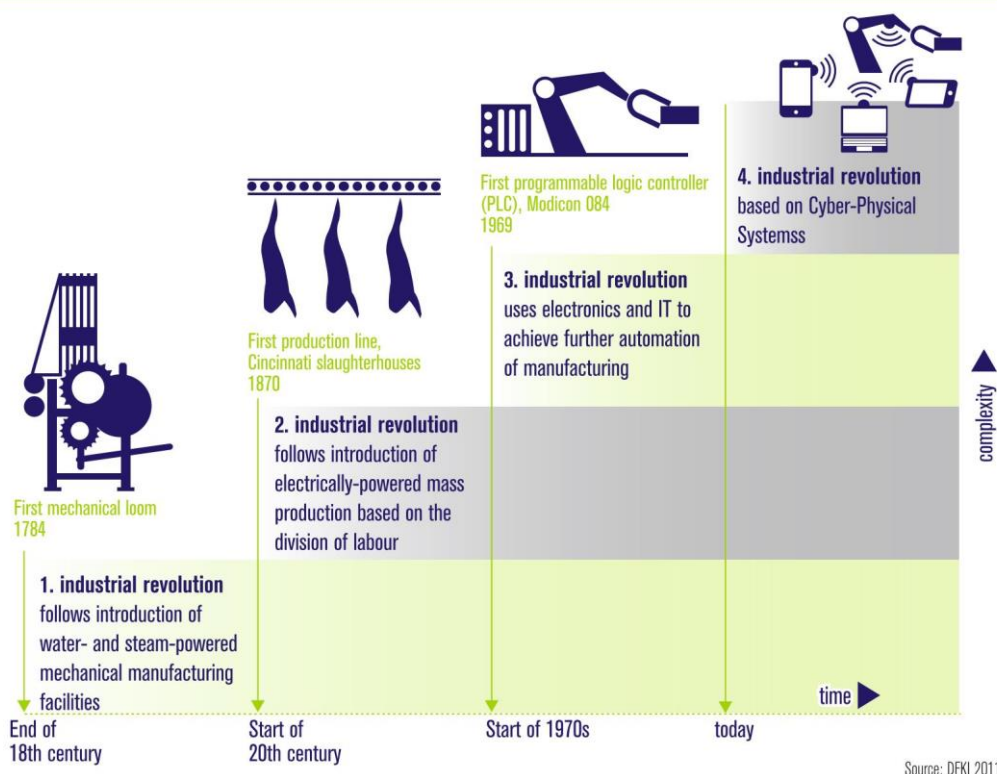 First programmable logic controller
(PLC), Modicon 084
1969
4. industrial revolution
based on Cyber-Physical
Systemss
First production line,
Cincinnati slaughterhouses
1870
3. industrial revolution
uses electronics and IT to
achieve further automation
of manufacturing
First mechanical loom
1784
2. industrial revolution
follows introduction of
electrically-powered mass
production based on the
division of labour
complexity
1. industrial revolution
follows introduction of
water- and steam-powered
mechanical manufacturing
facilities
time
End of
18th century
Start of
20th century
Start of 1970s
today
Source: DFKI 2011